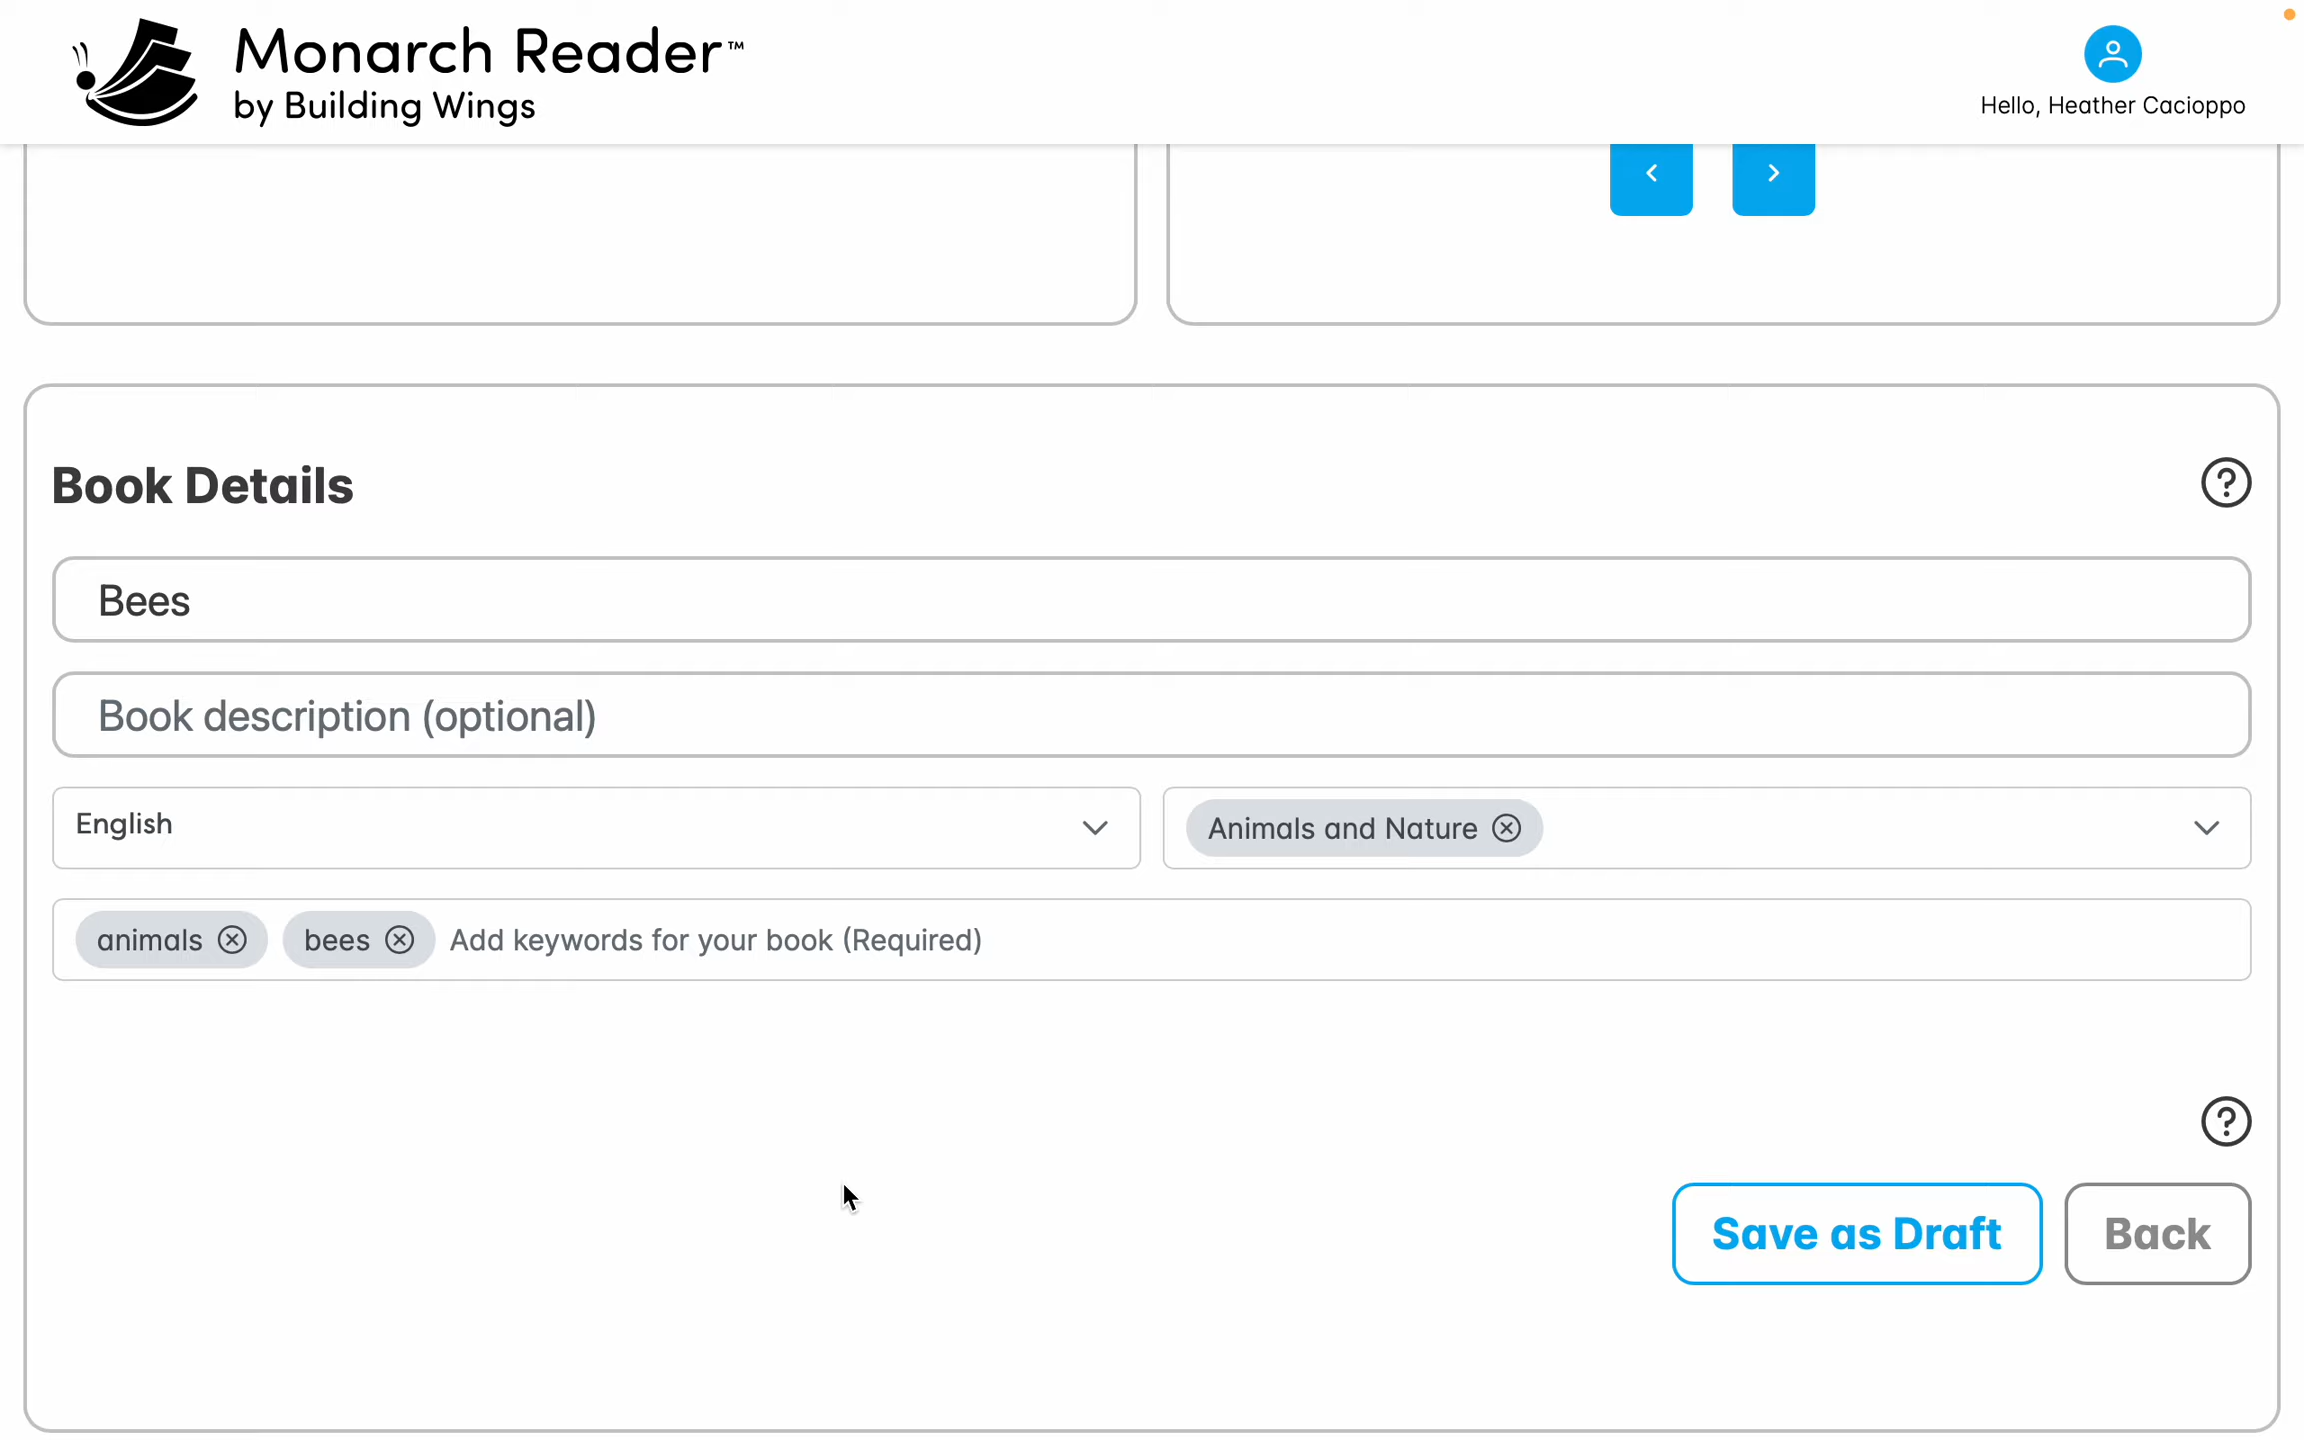 Monarch Reader™
by Building Wings
Hello, Heather Cacioppo
Book Details
Bees
Book description (optional)
English
Animals and Nature
animals bees Add keywords for your book (Required)
Save as Draft Back